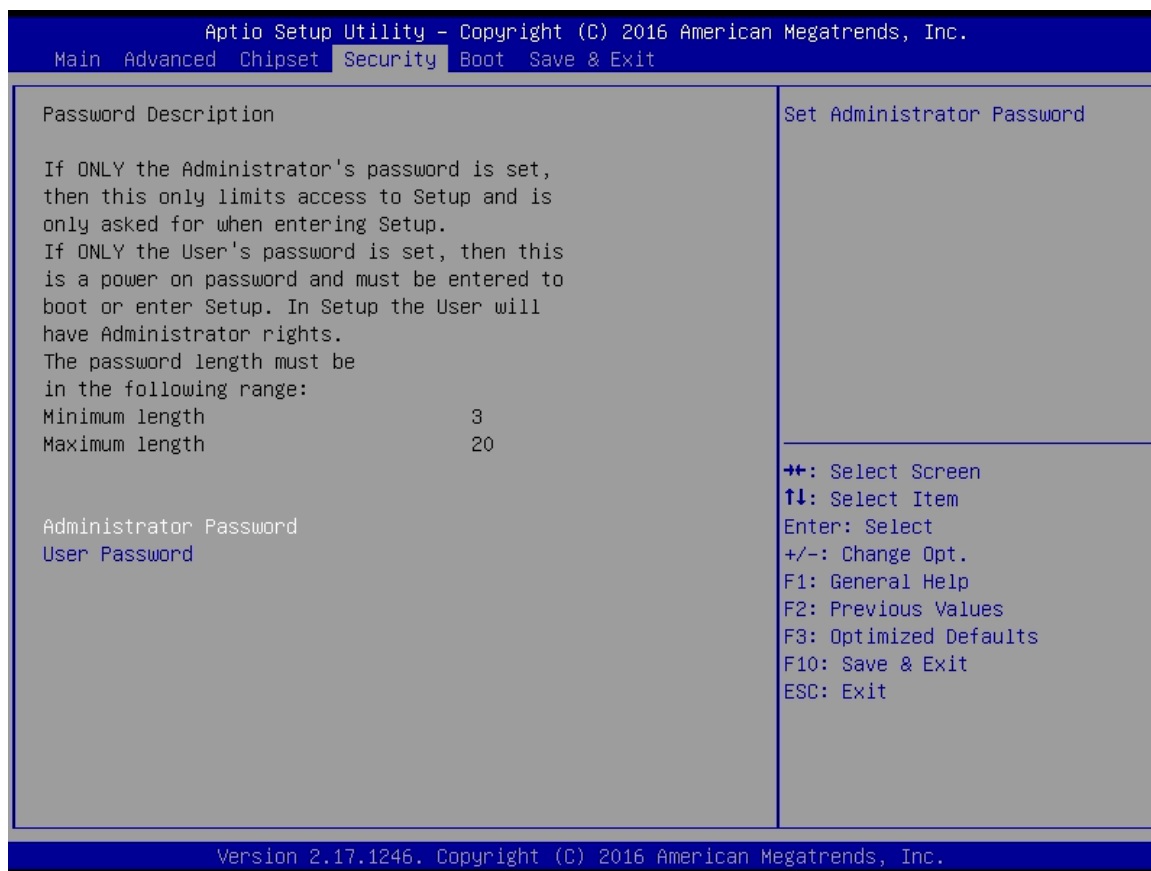 Aptio Setup Utility – Copyright (C) 2016 American Megatrends, Inc.
Main Advanced Chipset Security Boot Save & Exit
Password Description
If ONLY the Administrator's password is set,
then this only limits access to Setup and is
only asked for when entering Setup.
If ONLY the User's password is set, then this
is a power on password and must be entered to
boot or enter Setup. In Setup the User will
have Administrator rights.
The password length must be
in the following range:
Minimum length 3
Maximum length 20
Administrator Password
User Password
Set Administrator Password
→←: Select Screen
↑↓: Select Item
Enter: Select
+/-: Change Opt.
F1: General Help
F2: Previous Values
F3: Optimized Defaults
F10: Save & Exit
ESC: Exit
Version 2.17.1246. Copyright (C) 2016 American Megatrends, Inc.